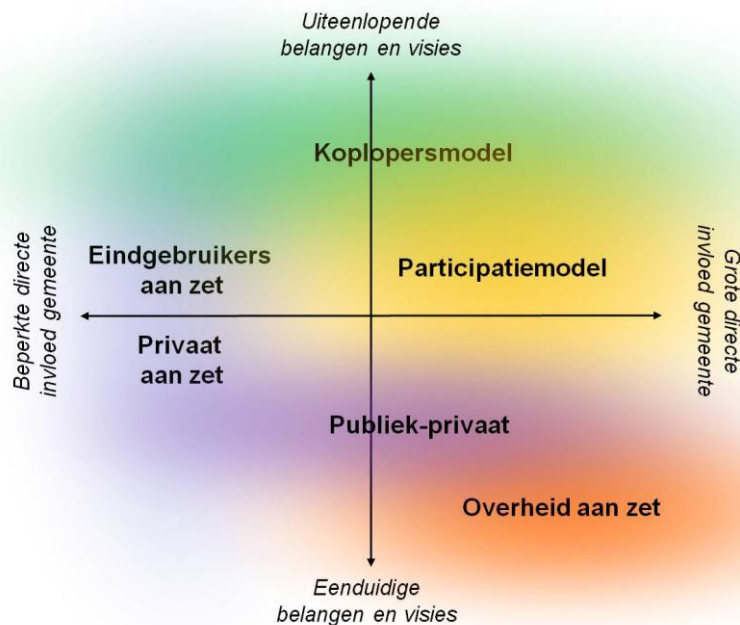 Uiteenlopende
belangen en visies
Koplopersmodel
Beperkte directe
invloed gemeente
Eindgebruikers
aan zet
Participatiemodel
Grote directe
invloed gemeente
Privaat
aan zet
Publiek-privaat
Overheid aan zet
Eenduidige
belangen en visies